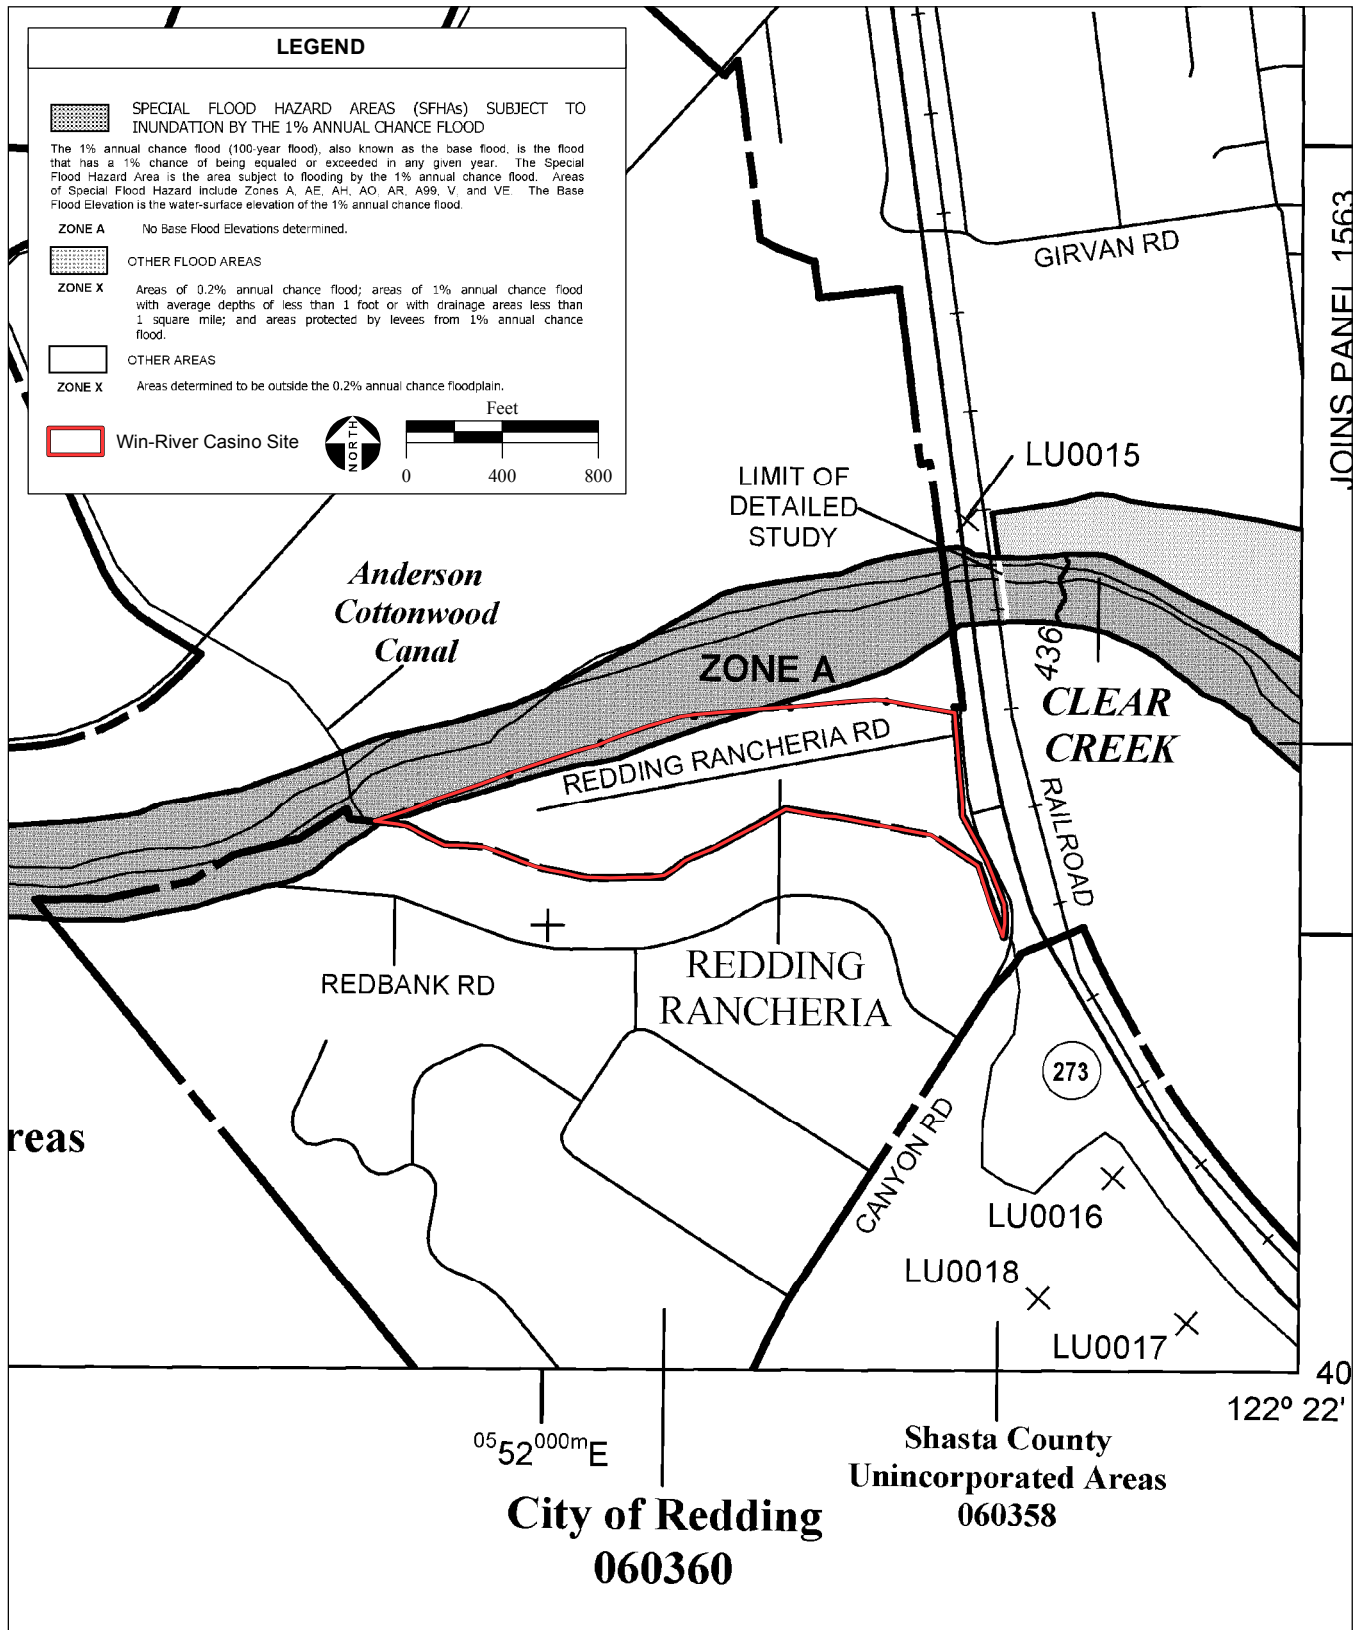 LEGEND
SPECIAL FLOOD HAZARD AREAS (SFHAs) SUBJECT TO
INUNDATION BY THE 1% ANNUAL CHANCE FLOOD
The 1% annual chance flood (100-year flood), also known as the base flood, is the flood
that has a 1% chance of being equaled or exceeded in any given year. The Special
Flood Hazard Area is the area subject to flooding by the 1% annual chance flood. Areas
of Special Flood Hazard include Zones A, AE, AH, AO, AR, A99, V, and VE. The Base
Flood Elevation is the water-surface elevation of the 1% annual chance flood.
ZONE A No Base Flood Elevations determined.
OTHER FLOOD AREAS
ZONE X Areas of 0.2% annual chance flood; areas of 1% annual chance flood
with average depths of less than 1 foot or with drainage areas less than
1 square mile; and areas protected by levees from 1% annual chance
flood.
OTHER AREAS
ZONE X Areas determined to be outside the 0.2% annual chance floodplain.
Win-River Casino Site
NORTH
Feet
0 400 800
GIRVAN RD
JOINS PANEL 1563
LU0015
LIMIT OF
DETAILED
STUDY
Anderson
Cottonwood
Canal
ZONE A
436
CLEAR
CREEK
REDDING RANCHERIA RD
RAILROAD
REDBANK RD
REDDING
RANCHERIA
273
reas
CANYON RD
LU0016
LU0018
LU0017
40
122º 22'
05 52 000m E
Shasta County
Unincorporated Areas
060358
City of Redding
060360